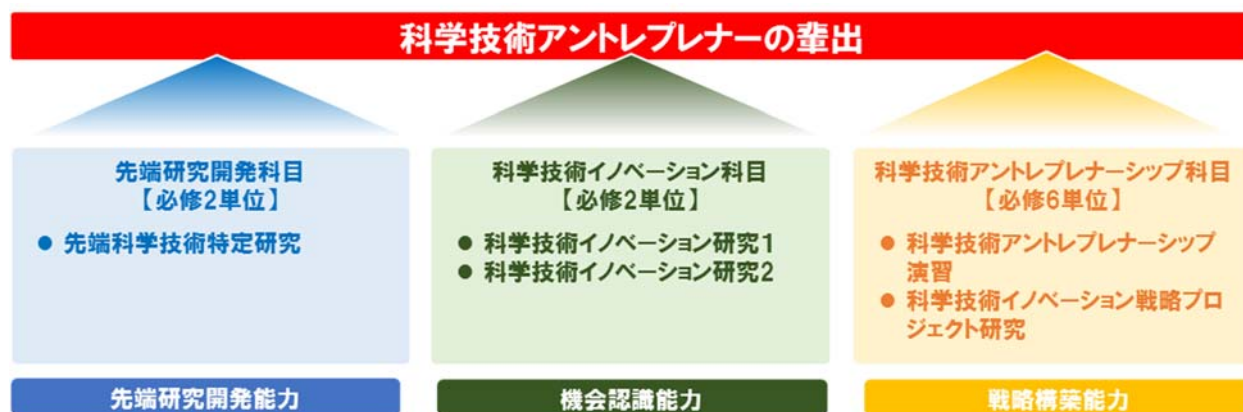 科学技術アントレプレナーの輩出
先端研究開発科目
【必修2単位】
● 先端科学技術特定研究
先端研究開発能力
科学技術イノベーション科目
【必修2単位】
● 科学技術イノベーション研究1
● 科学技術イノベーション研究2
機会認識能力
科学技術アントレプレナーシップ科目
【必修6単位】
● 科学技術アントレプレナーシップ
演習
● 科学技術イノベーション戦略プロ
ジェクト研究
戦略構築能力